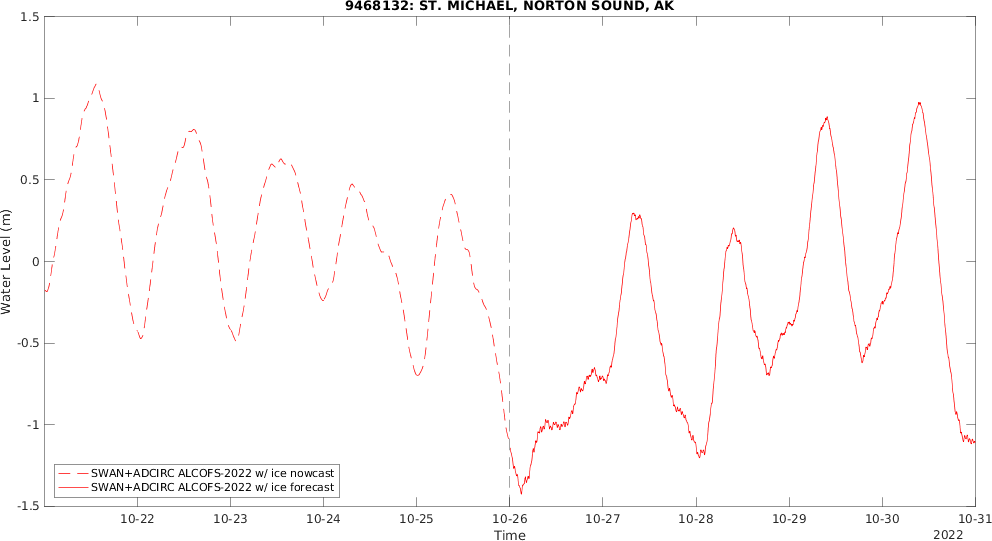 9468132: ST. MICHAEL, NORTON SOUND, AK
1.5
1
0.5
0
-0.5
-1
-1.5
Water Level (m)
SWAN+ADCIRC ALCOFS-2022 w/ ice nowcast
SWAN+ADCIRC ALCOFS-2022 w/ ice forecast
10-22 10-23 10-24 10-25 10-26 10-27 10-28 10-29 10-30 10-31
Time
2022